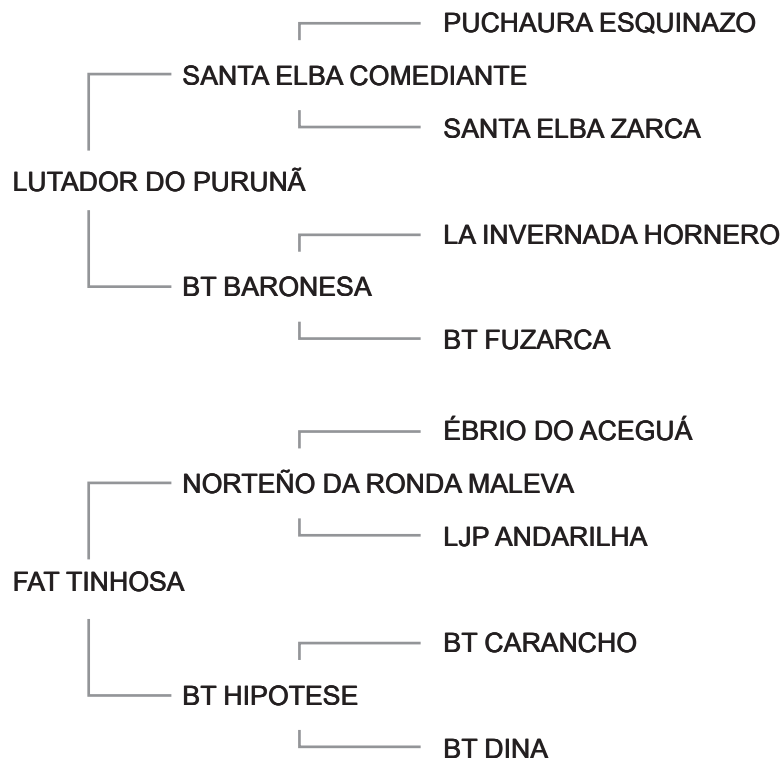 PUCHAURA ESQUINAZO
SANTA ELBA COMEDIANTE
SANTA ELBA ZARCA
LUTADOR DO PURUNÃ
LA INVERNADA HORNERO
BT BARONESA
BT FUZARCA
ÉBRIO DO ACEGUÁ
NORTEÑO DA RONDA MALEVA
LJP ANDARILHA
FAT TINHOSA
BT CARANCHO
BT HIPOTESE
BT DINA